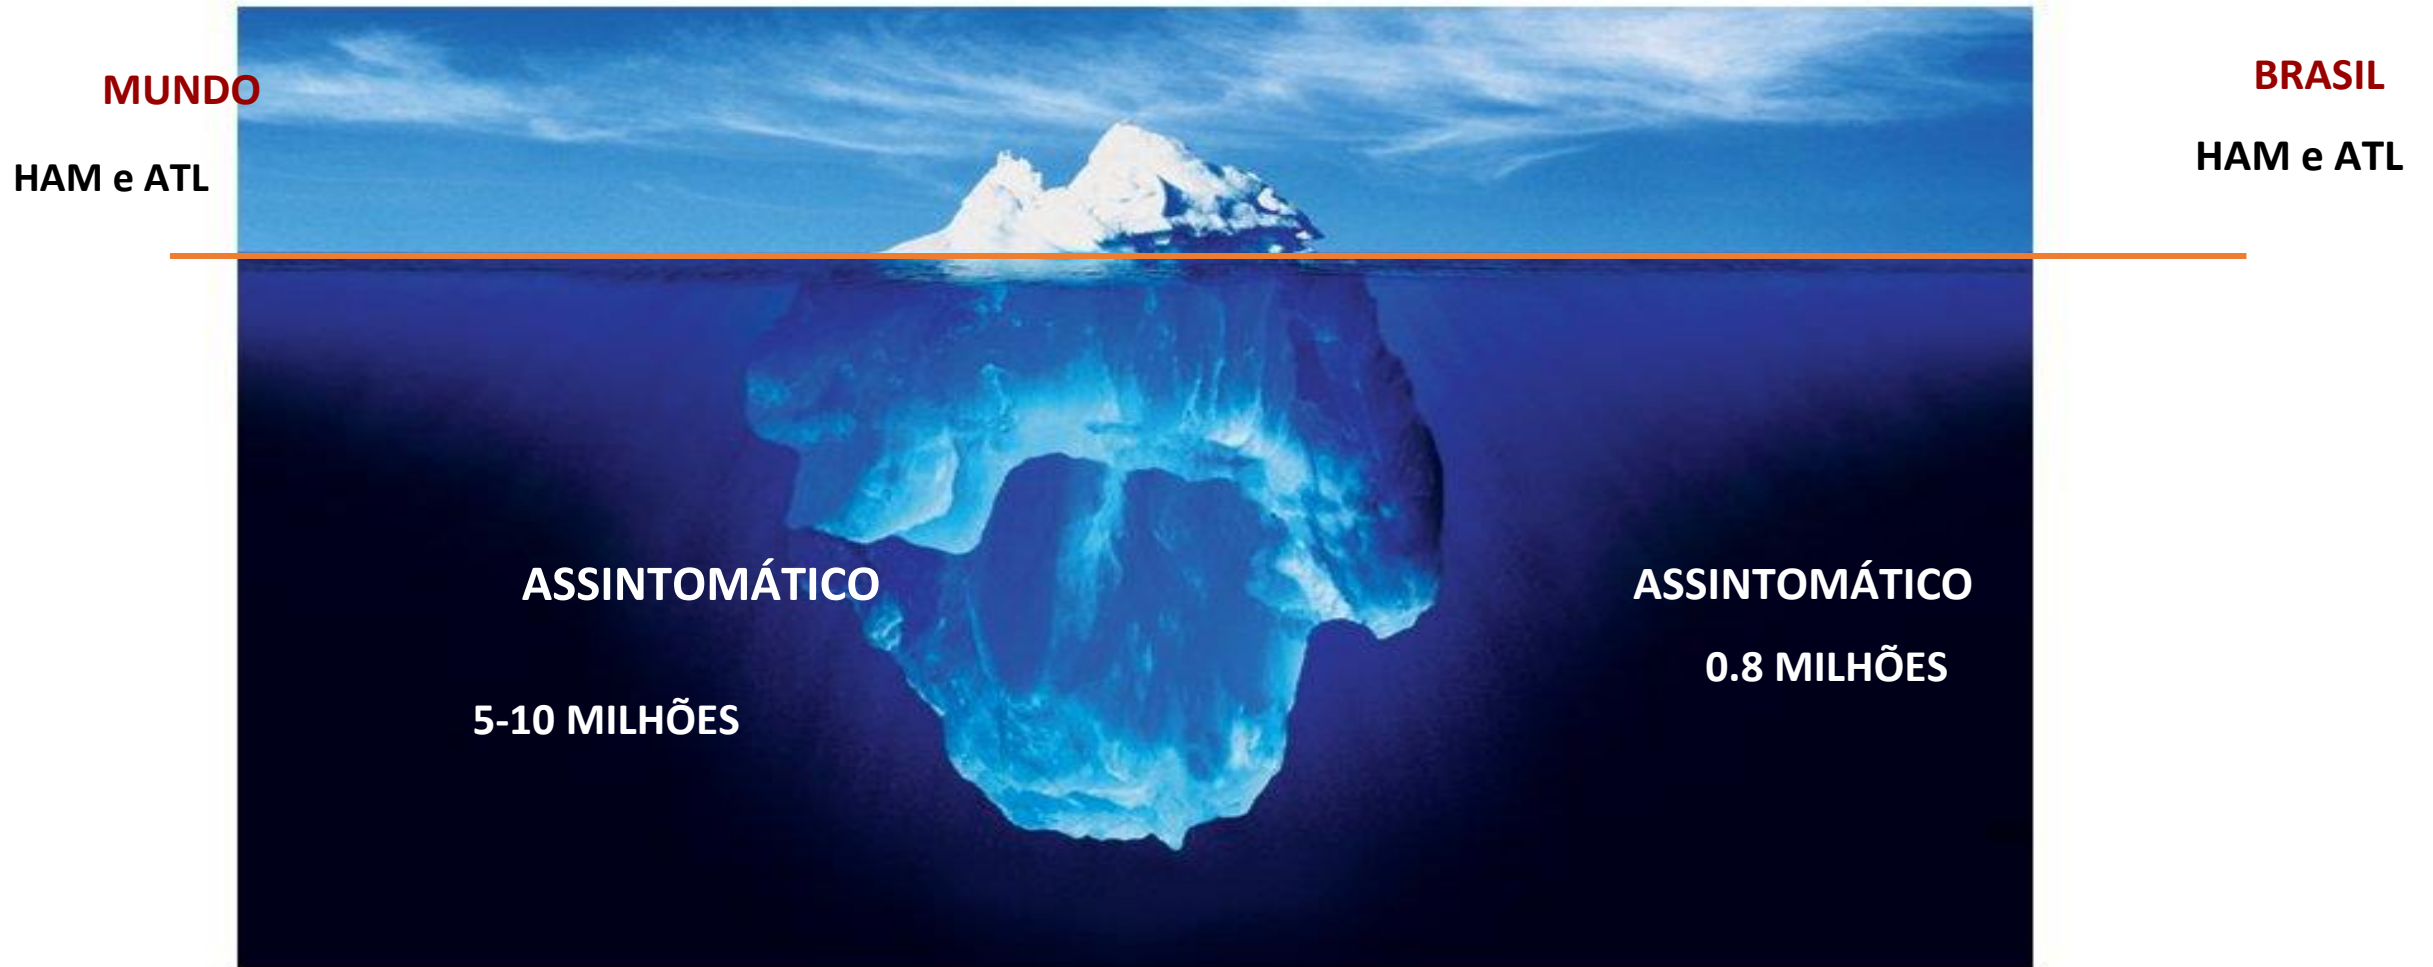 MUNDO
HAM e ATL
BRASIL
HAM e ATL
ASSINTOMÁTICO
5-10 MILHÕES
ASSINTOMÁTICO
0.8 MILHÕES